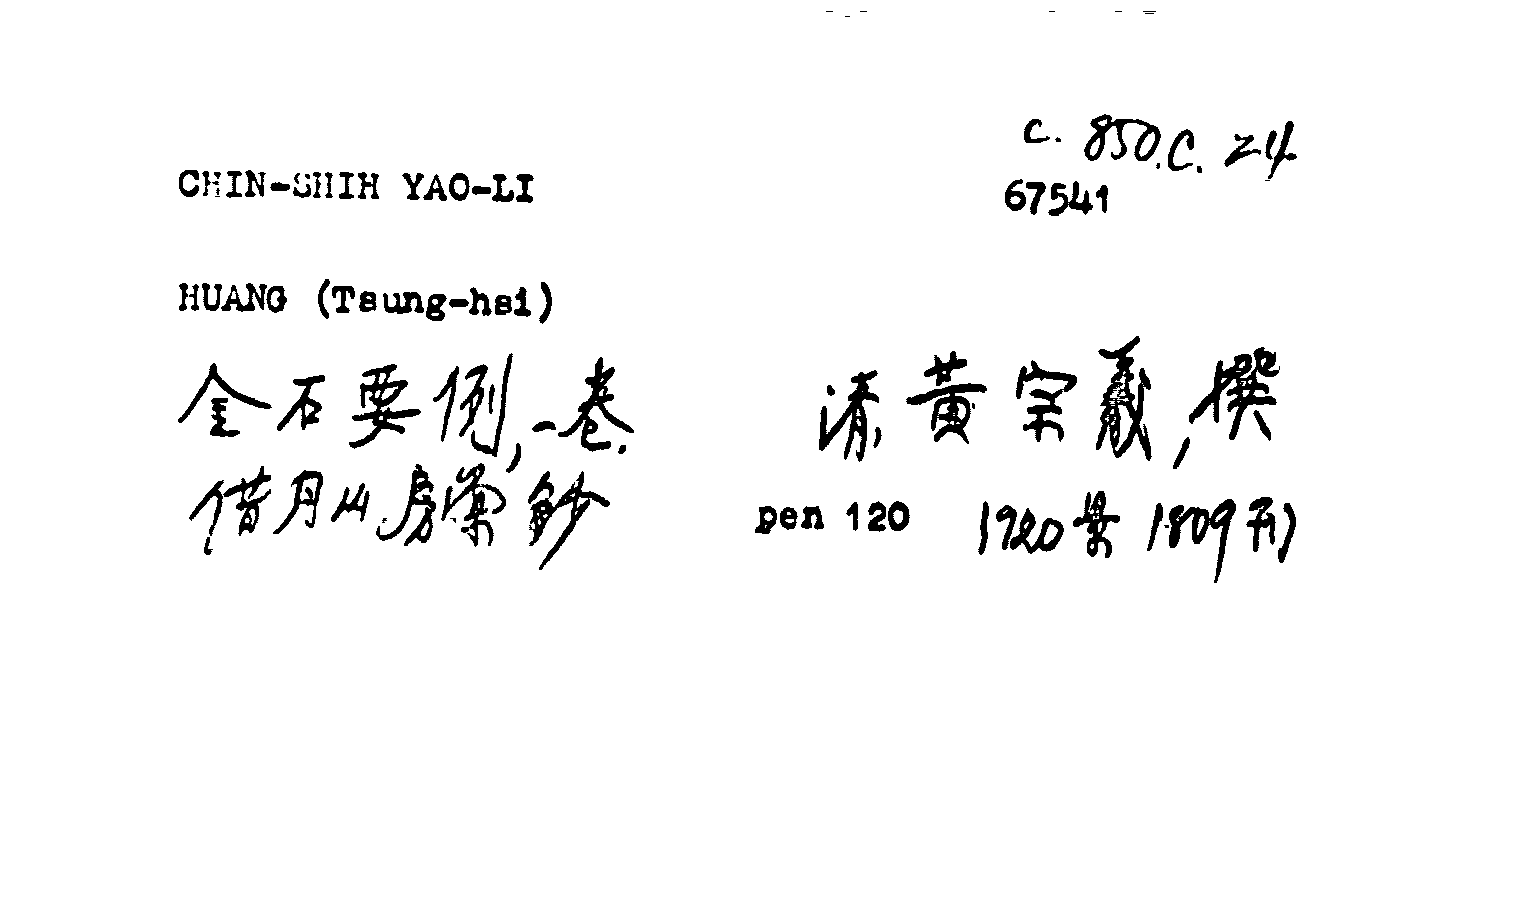 C. 850.C. 24
CHIN-SHIH YAO-LI
67541
HUANG (Tsung-hsi)
金石要例,一卷. 清 黃宗羲,撰
借月山房彙鈔 pen 120 1920景 1809刊